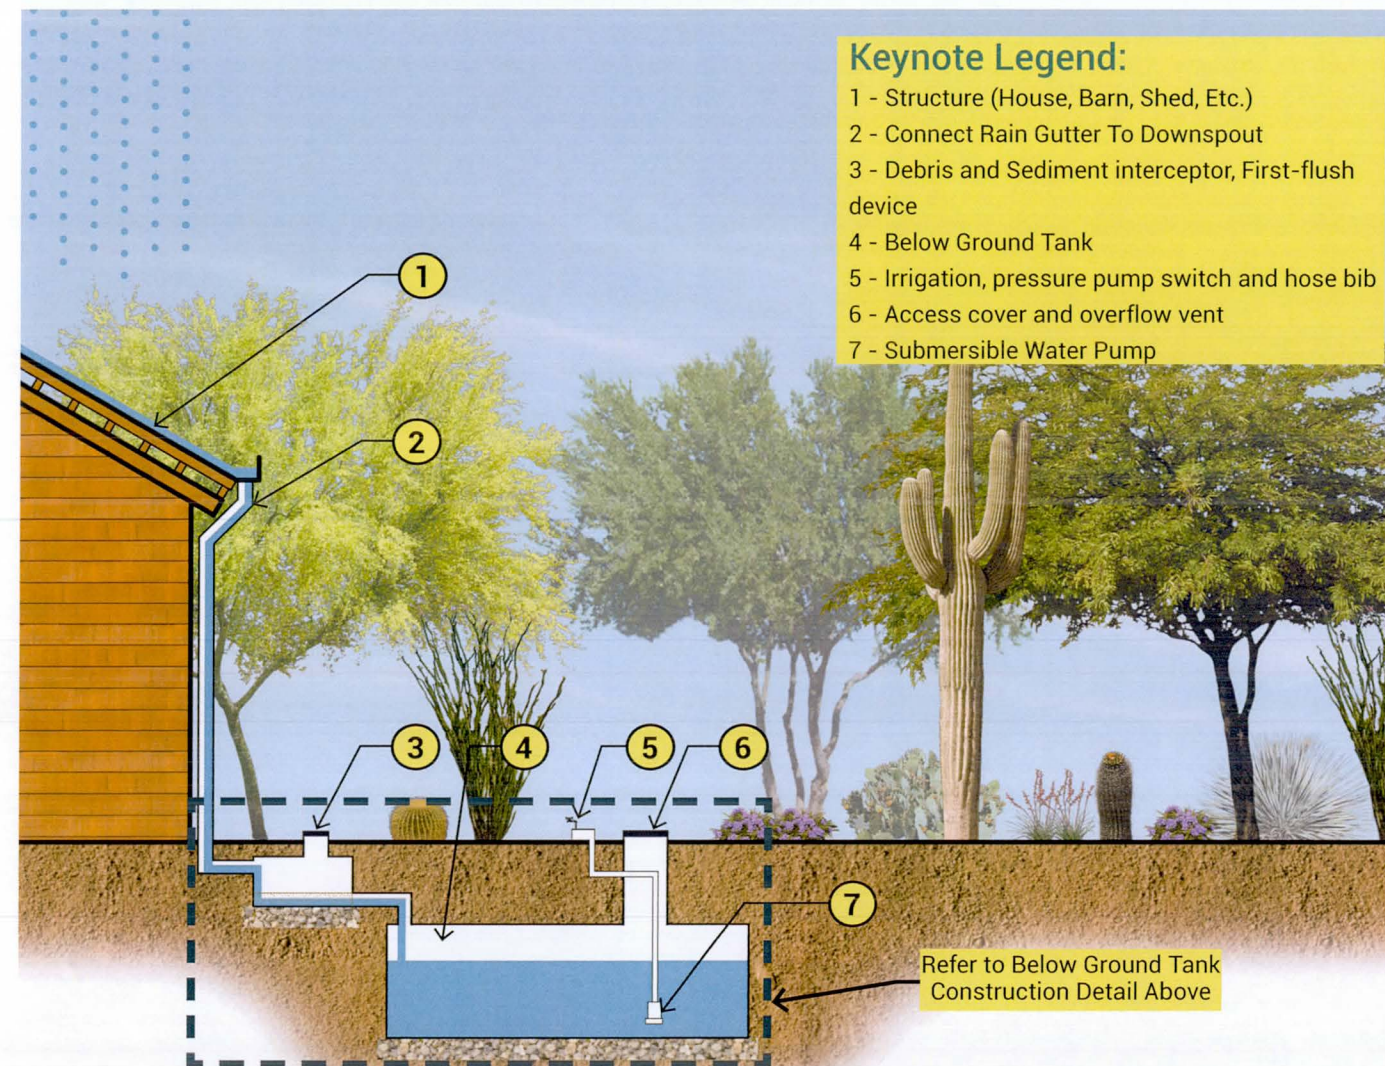 Keynote Legend:
1 - Structure (House, Barn, Shed, Etc.)
2 - Connect Rain Gutter To Downspout
3 - Debris and Sediment interceptor, First-flush
device
4 - Below Ground Tank
5 - Irrigation, pressure pump switch and hose bib
6 - Access cover and overflow vent
7 - Submersible Water Pump
1
2
3
4
5
6
7
Refer to Below Ground Tank
Construction Detail Above